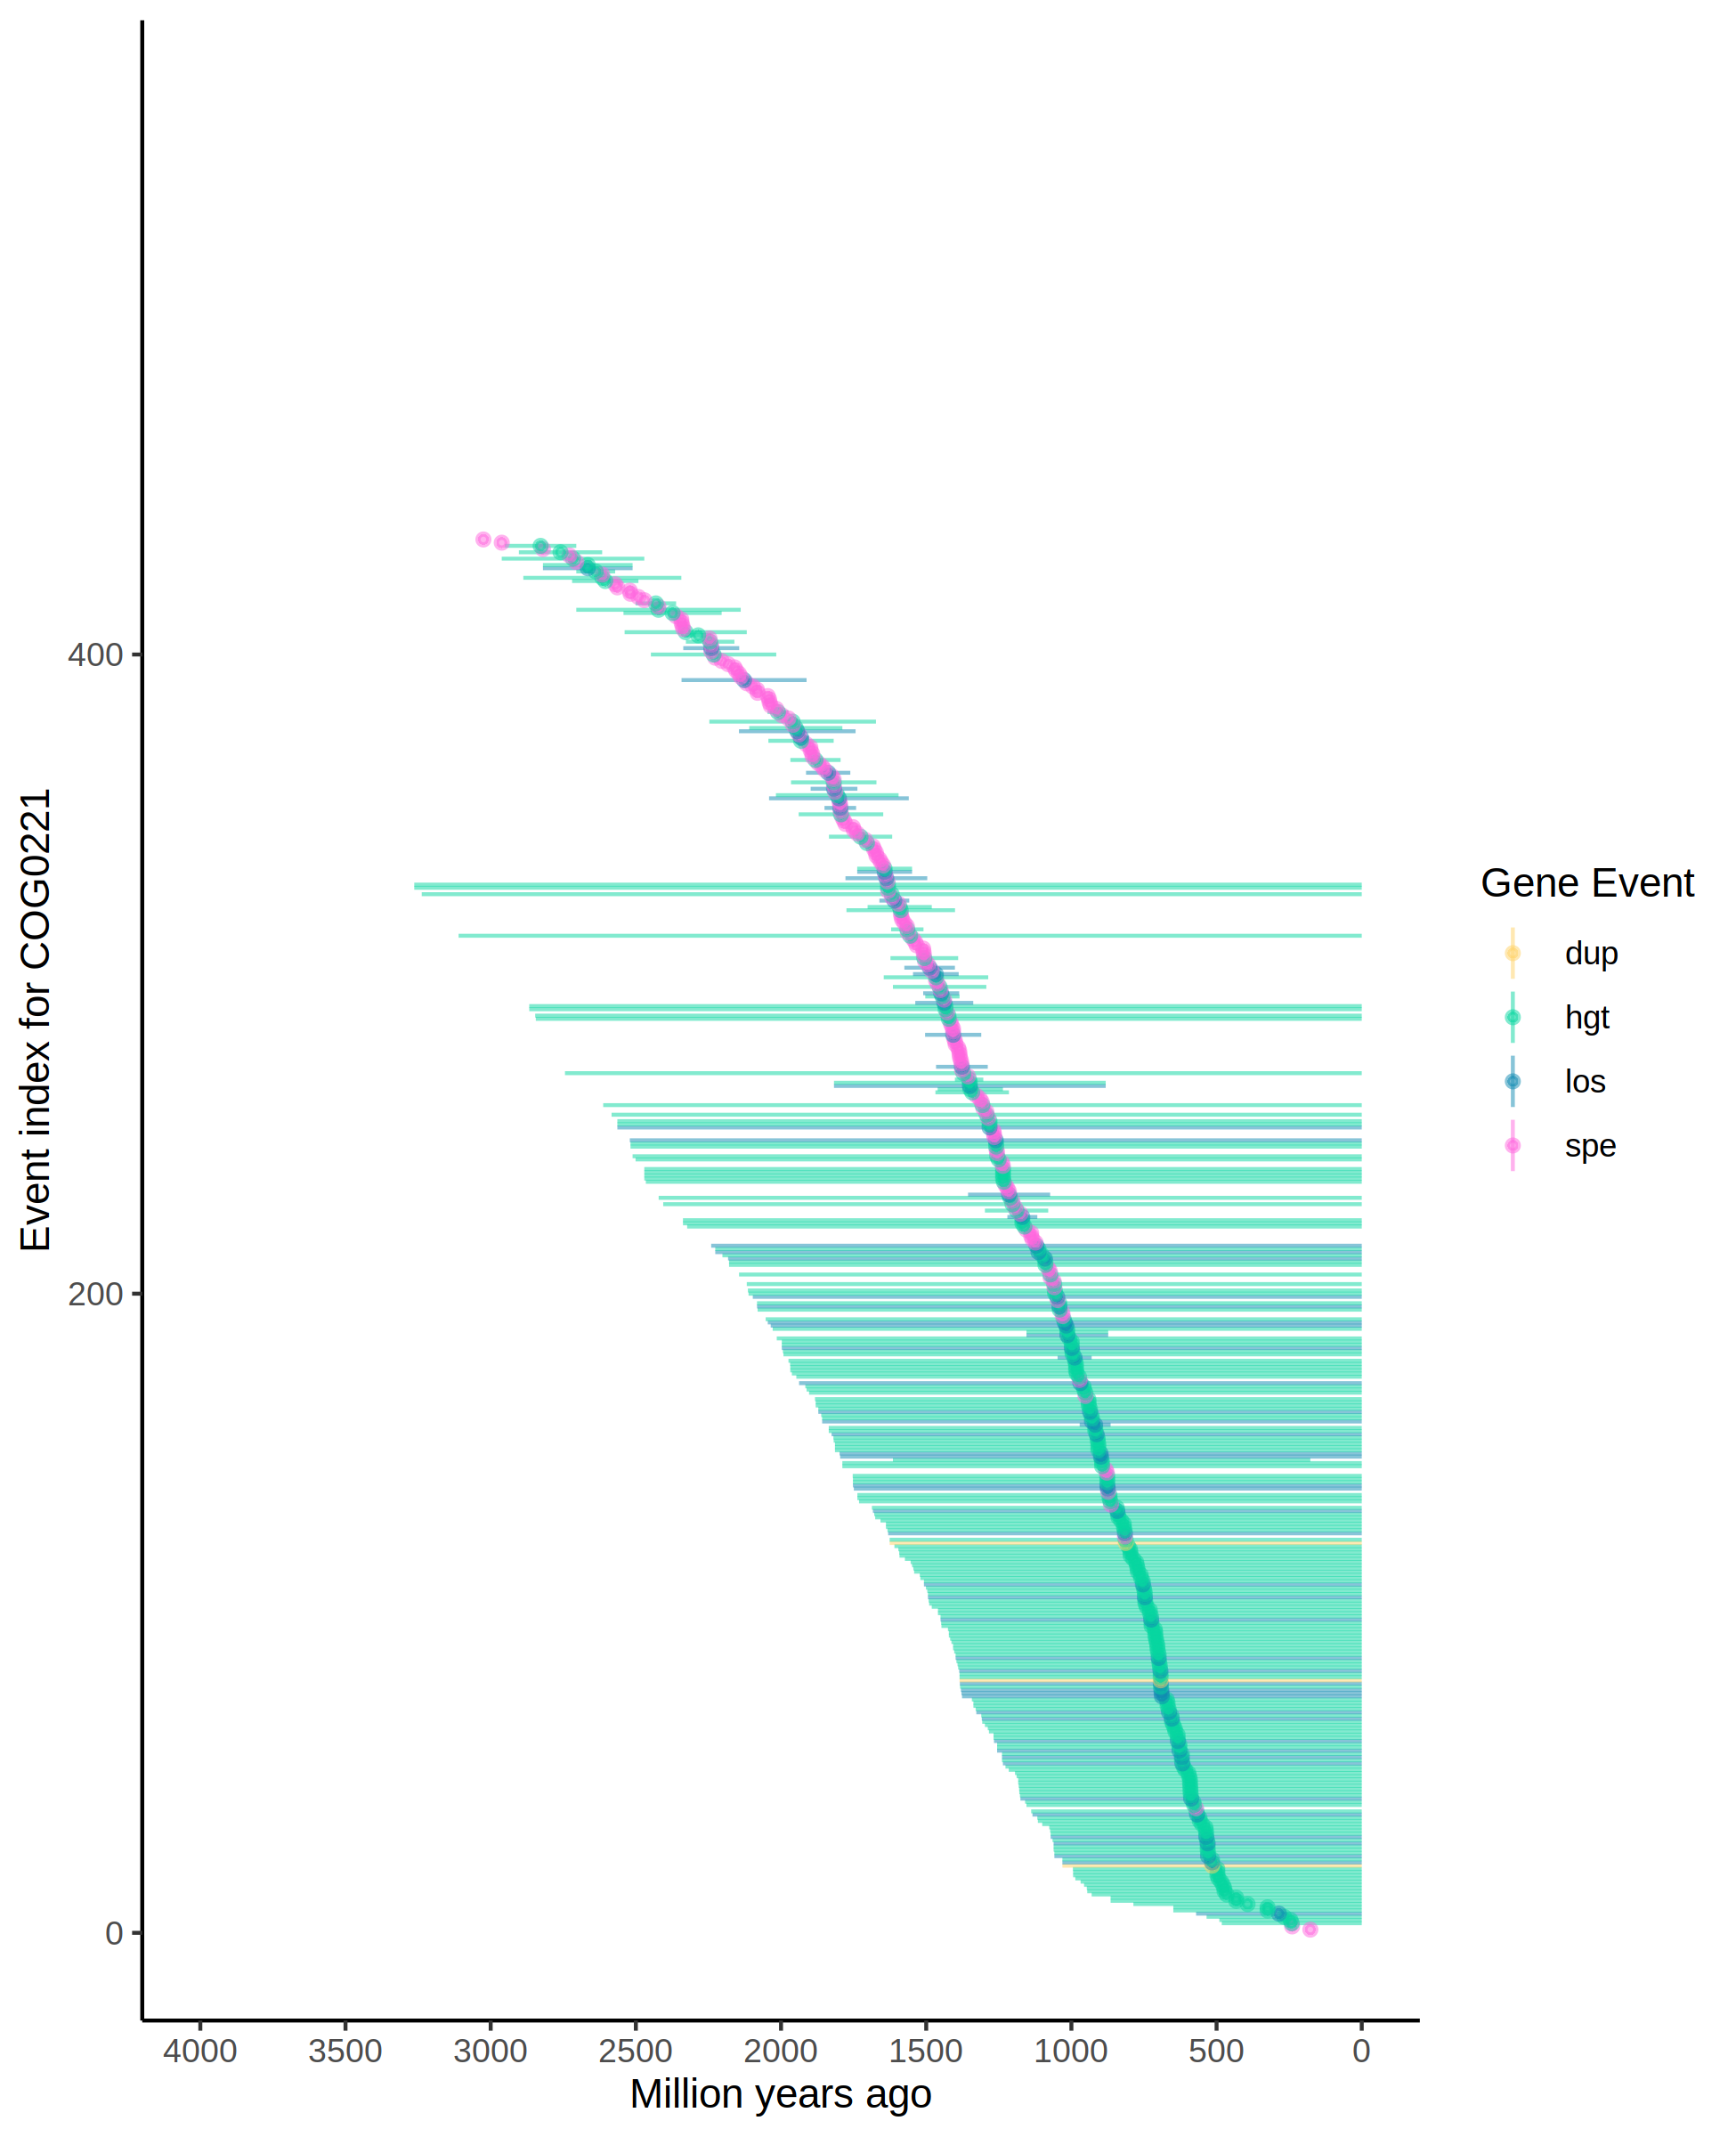 Event index for COG0221
400
200
0
4000 3500 3000 2500 2000 1500 1000 500 0
Million years ago
Gene Event
dup
hgt
los
spe